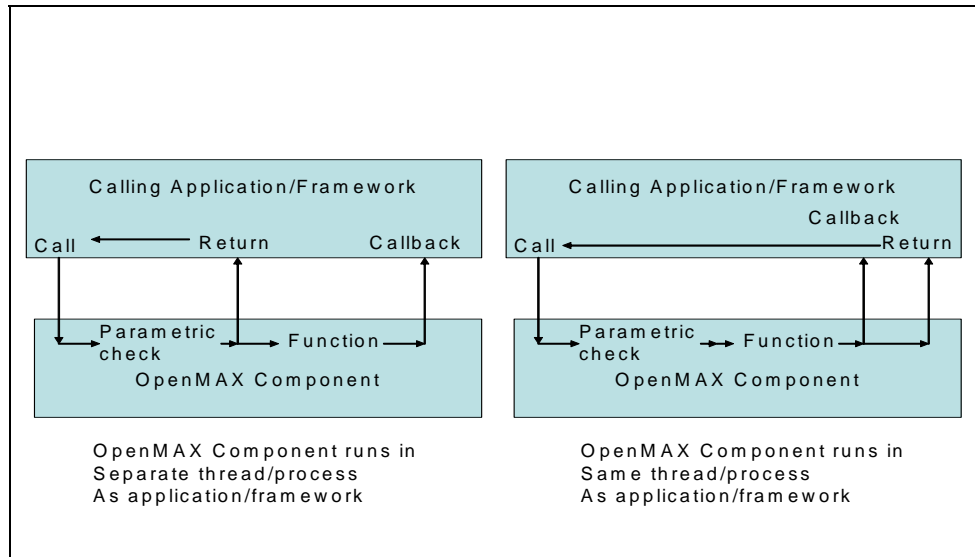 Calling Application/Framework
Call
Return
Callback
Parametric
check
Function
OpenMAX Component
OpenMAX Component runs in
Separate thread/process
As application/framework
Calling Application/Framework
Callback
Call
Return
Parametric
check
Function
OpenMAX Component
OpenMAX Component runs in
Same thread/process
As application/framework